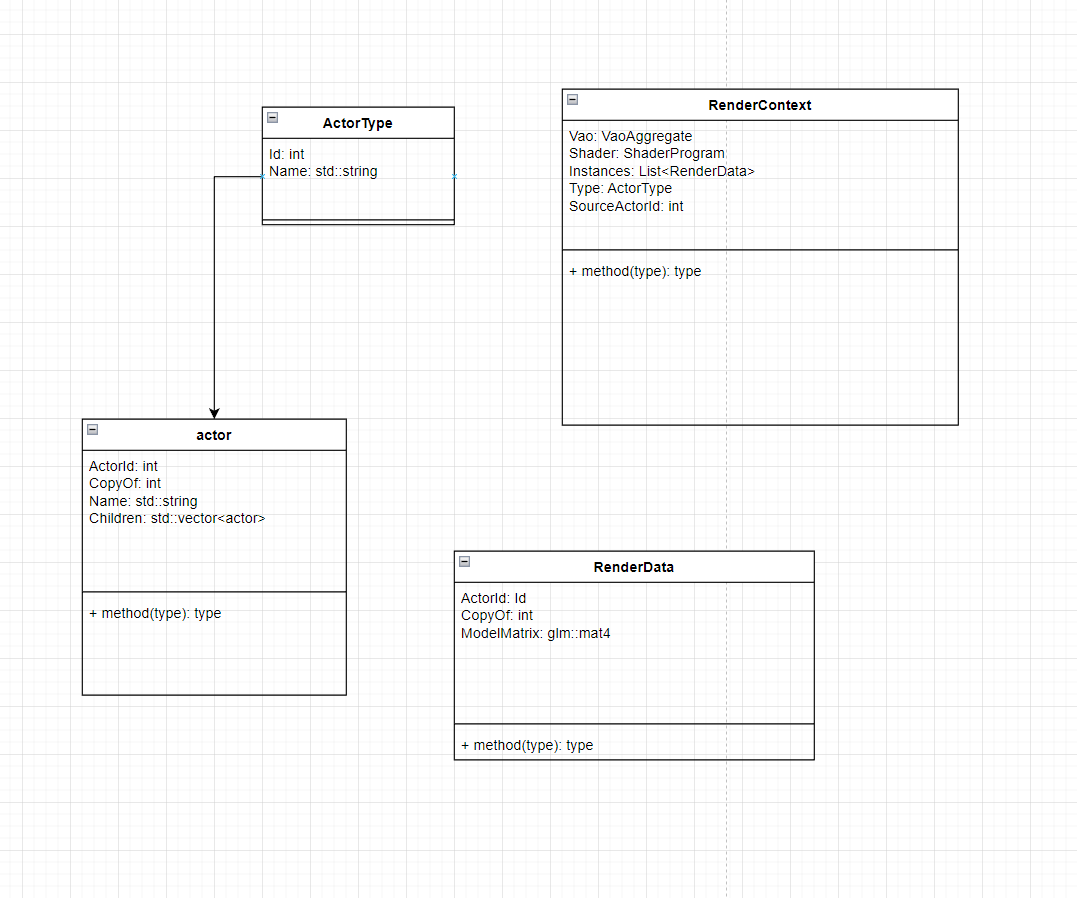 ActorType
Id: int
Name: std::string
RenderContext
Vao: VaoAggregate
Shader: ShaderProgram
Instances: List<RenderData>
Type: ActorType
SourceActorId: int
+ method(type): type
actor
ActorId: int
CopyOf: int
Name: std::string
Children: std::vector<actor>
+ method(type): type
RenderData
ActorId: Id
CopyOf: int
ModelMatrix: glm::mat4
+ method(type): type